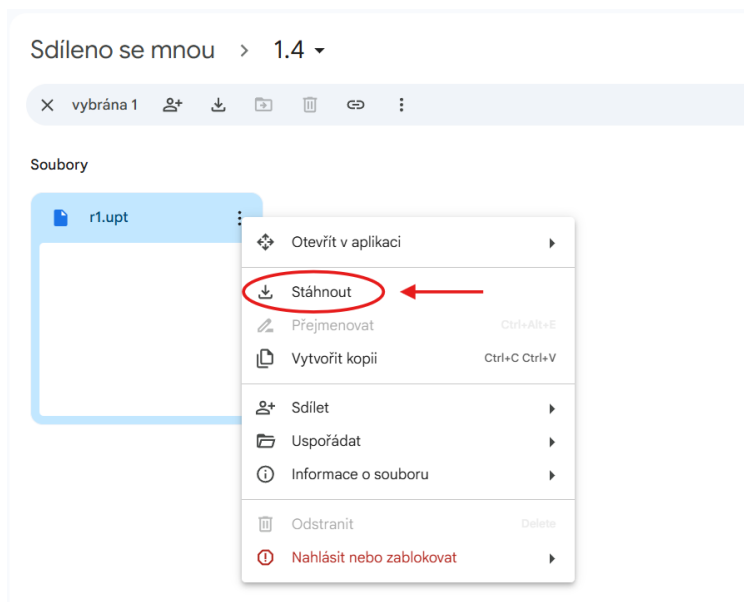 Sdíleno se mnou > 1.4
vybrána 1
Soubory
r1.upt
Otevřít v aplikaci
Stáhnout
Přejmenovat Ctrl+Alt+E
Vytvořit kopii Ctrl+C Ctrl+V
Sdílet
Uspořádat
Informace o souboru
Odstranit Delete
Nahlásit nebo zablokovat